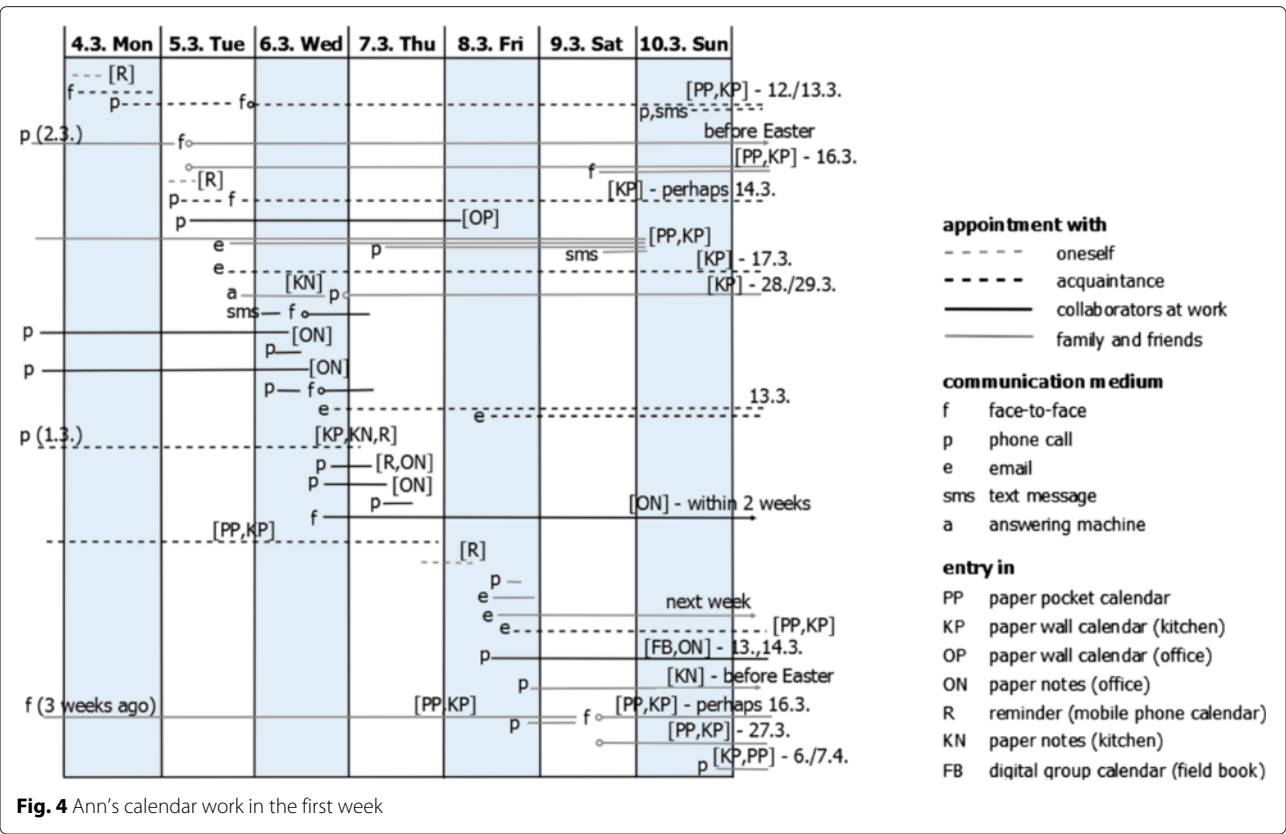 4.3. Mon 5.3. Tue 6.3. Wed 7.3. Thu 8.3. Fri 9.3. Sat 10.3. Sun
[R]
f [PP,KP] - 12./13.3.
p f
p,sms
p (2.3.) f before Easter
[PP,KP] - 16.3.
f
[R]
[KP] - perhaps 14.3.
p f
p [OP]
[PP,KP]
e p sms
[KP] - 17.3.
e
[KN] [KP] - 28./29.3.
a p
sms f
p [ON]
p
p [ON]
p f 13.3.
e e
p (1.3.) [KP,KN,R]
p [R,ON]
p [ON]
p [ON] - within 2 weeks
f
[PP,KP]
[R]
p
e next week
e
e [PP,KP]
[FB,ON] - 13.,14.3.
p
[KN] - before Easter
p
f (3 weeks ago) [PP,KP] [PP,KP] - perhaps 16.3.
p f
[PP,KP] - 27.3.
[KP,PP] - 6./7.4.
p
appointment with
oneself
acquaintance
collaborators at work
family and friends
communication medium
f face-to-face
p phone call
e email
sms text message
a answering machine
entry in
PP paper pocket calendar
KP paper wall calendar (kitchen)
OP paper wall calendar (office)
ON paper notes (office)
R reminder (mobile phone calendar)
KN paper notes (kitchen)
FB digital group calendar (field book)
Fig. 4 Ann's calendar work in the first week